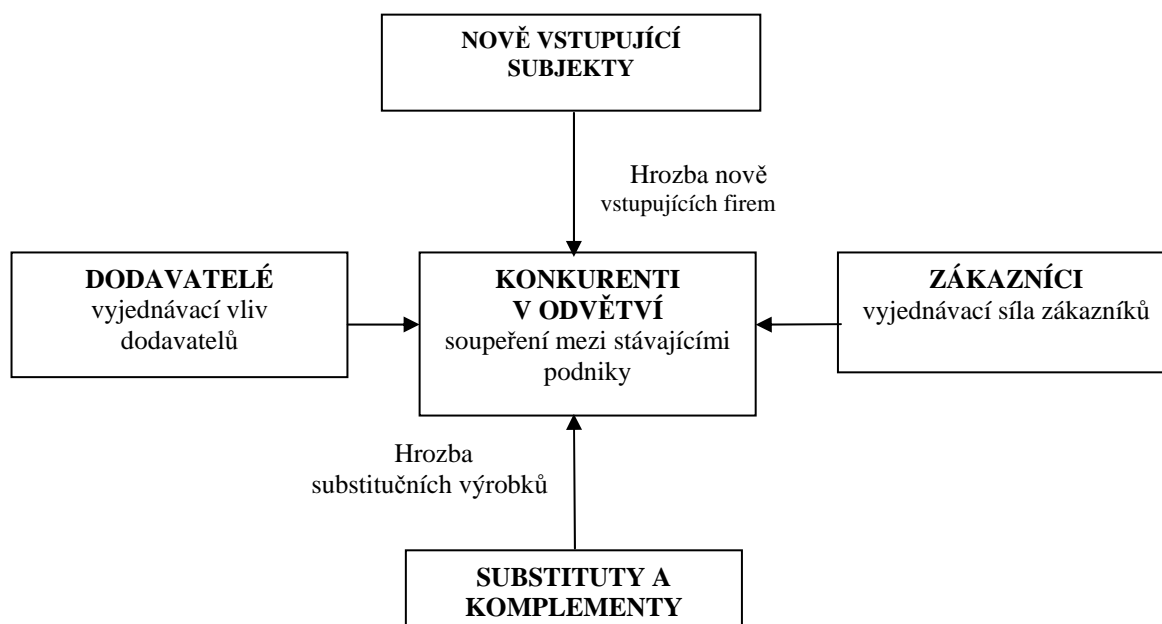 NOVĚ VSTUPUJÍCÍ
SUBJEKTY
Hrozba nově
vstupujících firem
DODAVATELÉ
vyjednávací vliv
dodavatelů
KONKURENTI
V ODVĚTVÍ
soupeření mezi stávajícími
podniky
ZÁKAZNÍCI
vyjednávací síla zákazníků
Hrozba
substitučních výrobků
SUBSTITUTY A
KOMPLEMENTY